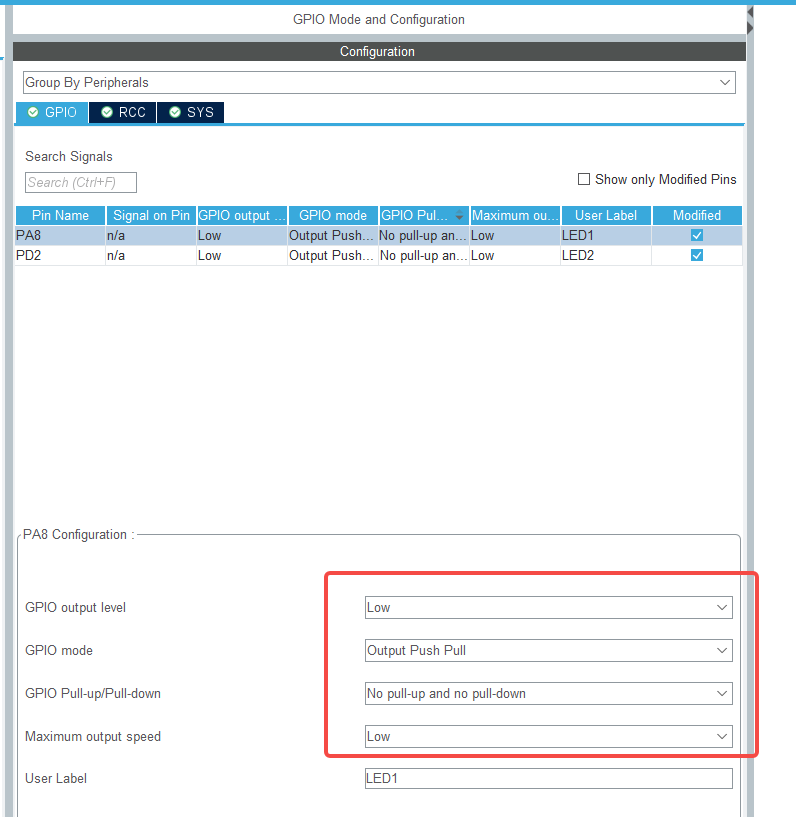 GPIO Mode and Configuration
Configuration
Group By Peripherals
GPIO RCC SYS
Search Signals
Search (Ctrl+F)
Show only Modified Pins
Pin Name Signal on Pin GPIO output ... GPIO mode GPIO Pul... Maximum ou... User Label Modified
PA8 n/a Low Output Push... No pull-up an... Low LED1
PD2 n/a Low Output Push... No pull-up an... Low LED2
PA8 Configuration :
GPIO output level Low
GPIO mode Output Push Pull
GPIO Pull-up/Pull-down No pull-up and no pull-down
Maximum output speed Low
User Label LED1